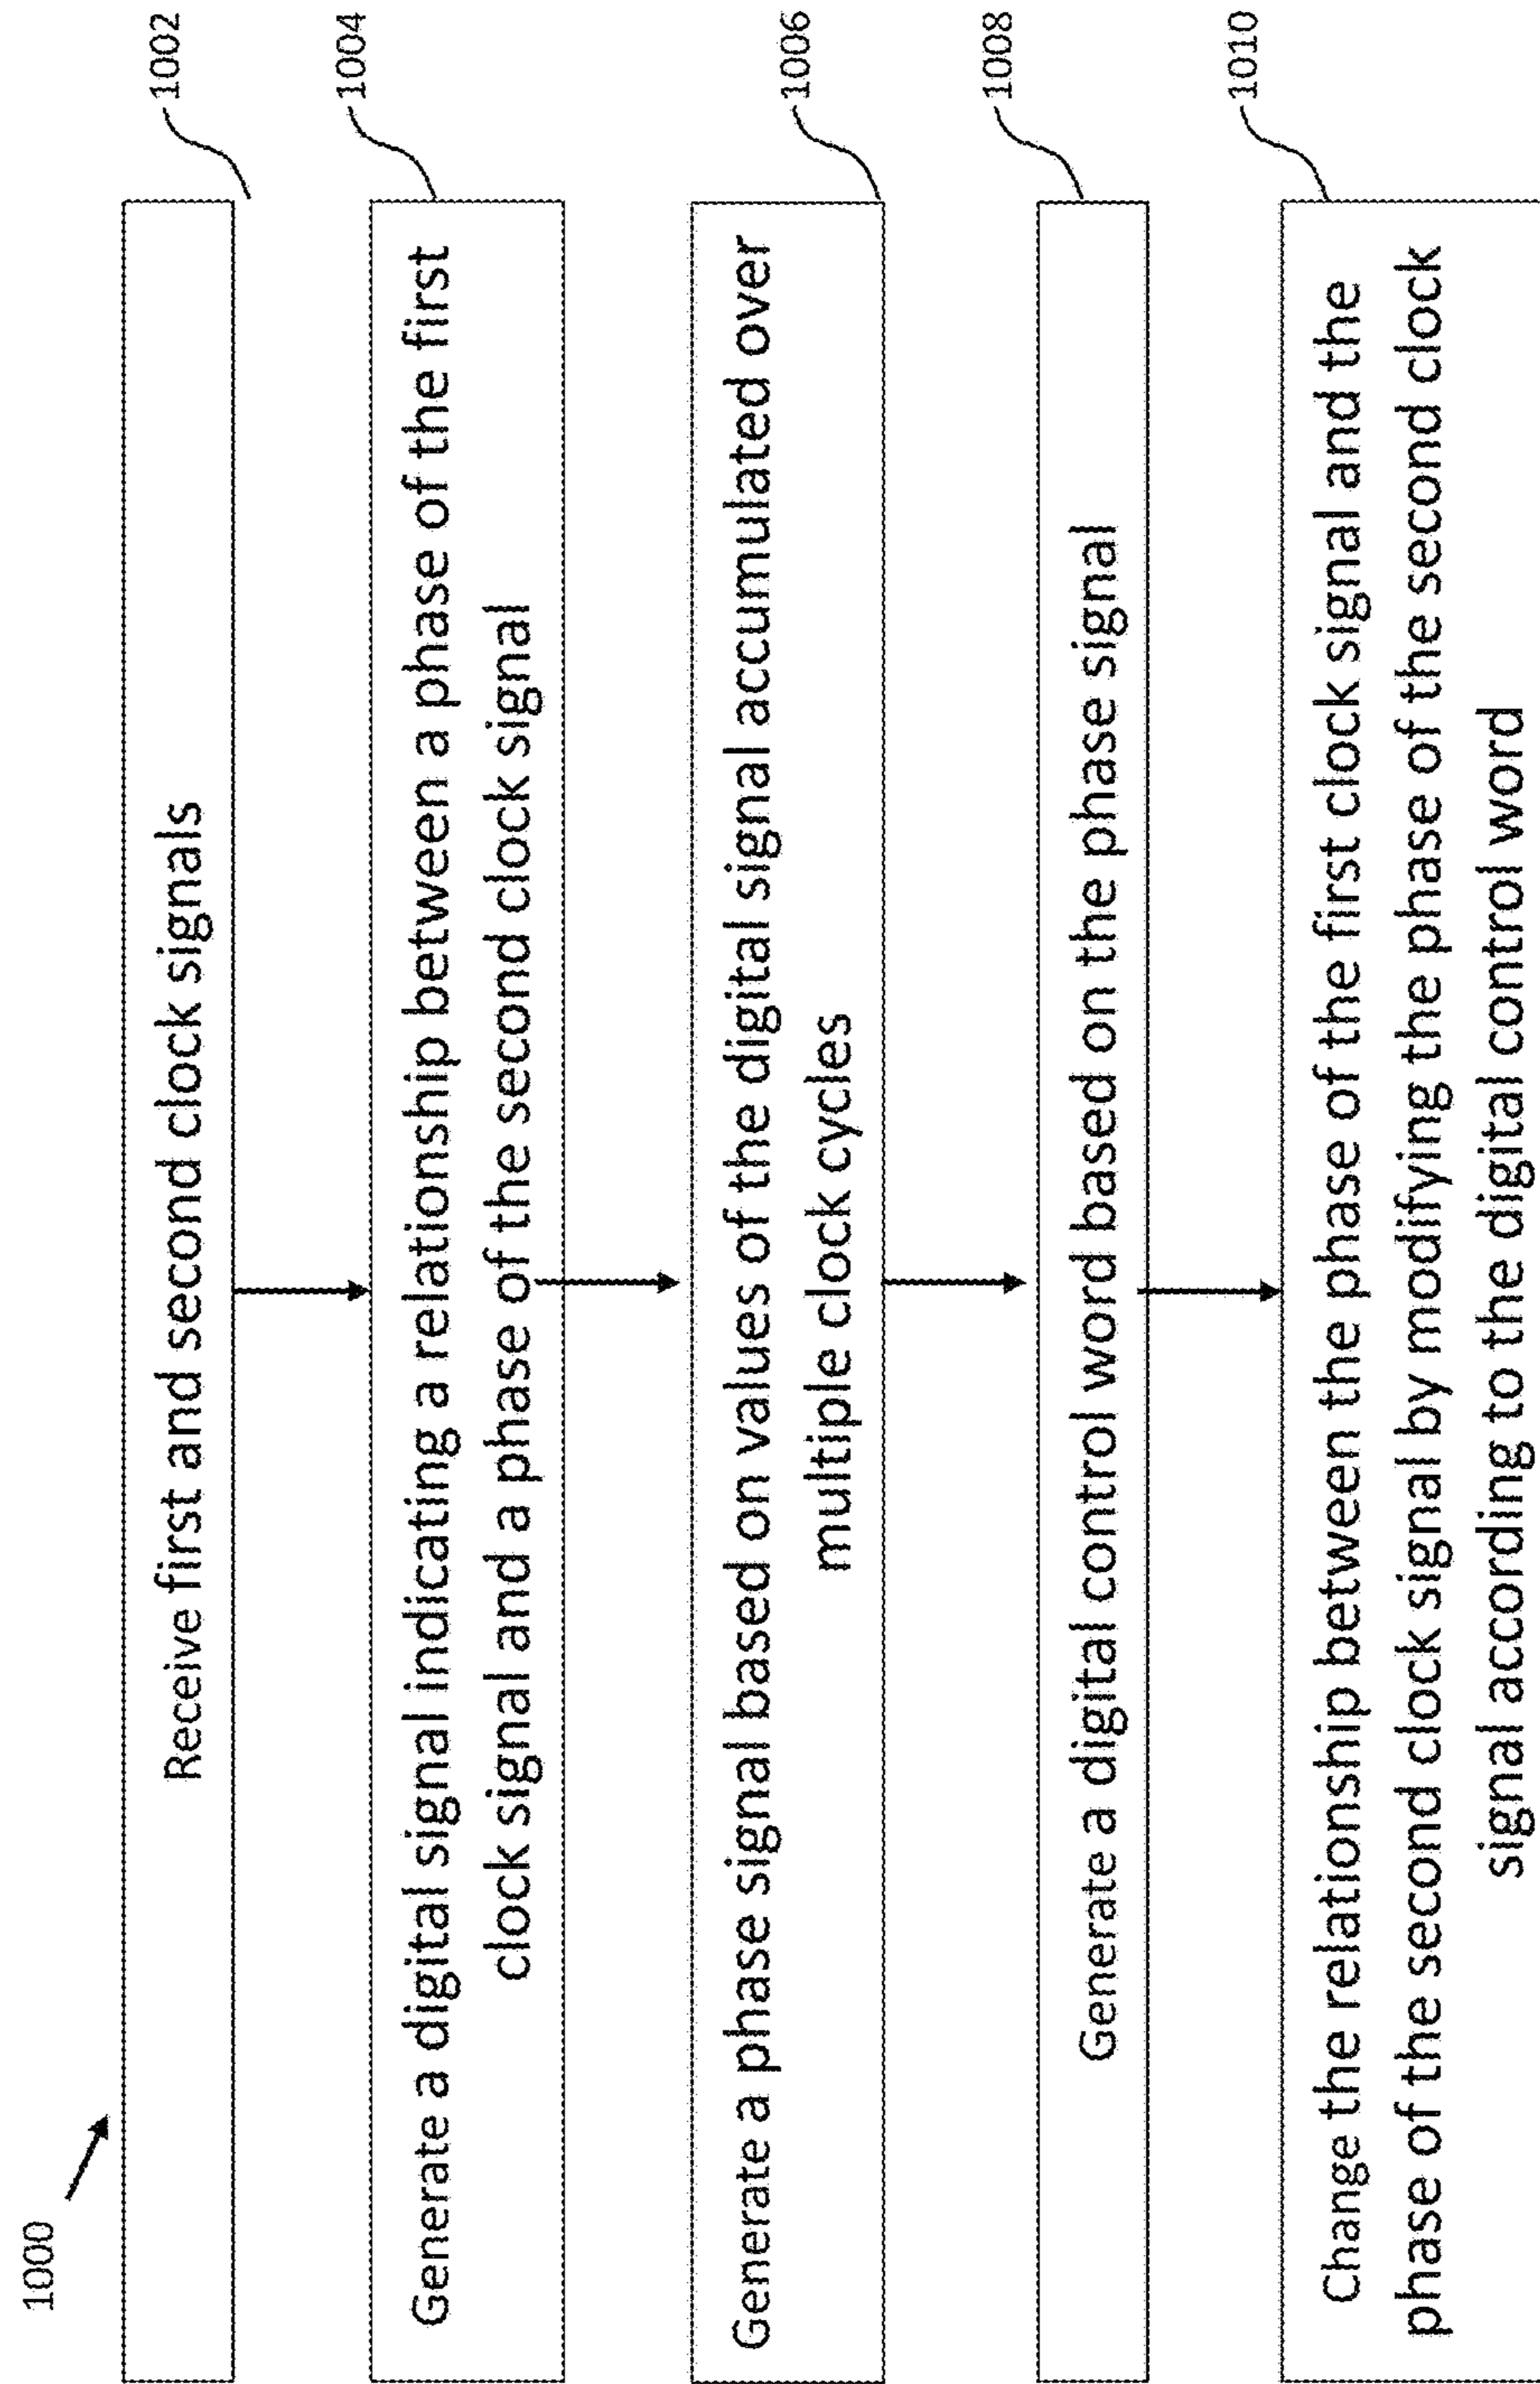 1000
Receive first and second clock signals
1002
Generate a digital signal indicating a relationship between a phase of the first
clock signal and a phase of the second clock signal
1004
Generate a phase signal based on values of the digital signal accumulated over
multiple clock cycles
1006
Generate a digital control word based on the phase signal
1008
Change the relationship between the phase of the first clock signal and the
phase of the second clock signal by modifying the phase of the second clock
signal according to the digital control word
1010